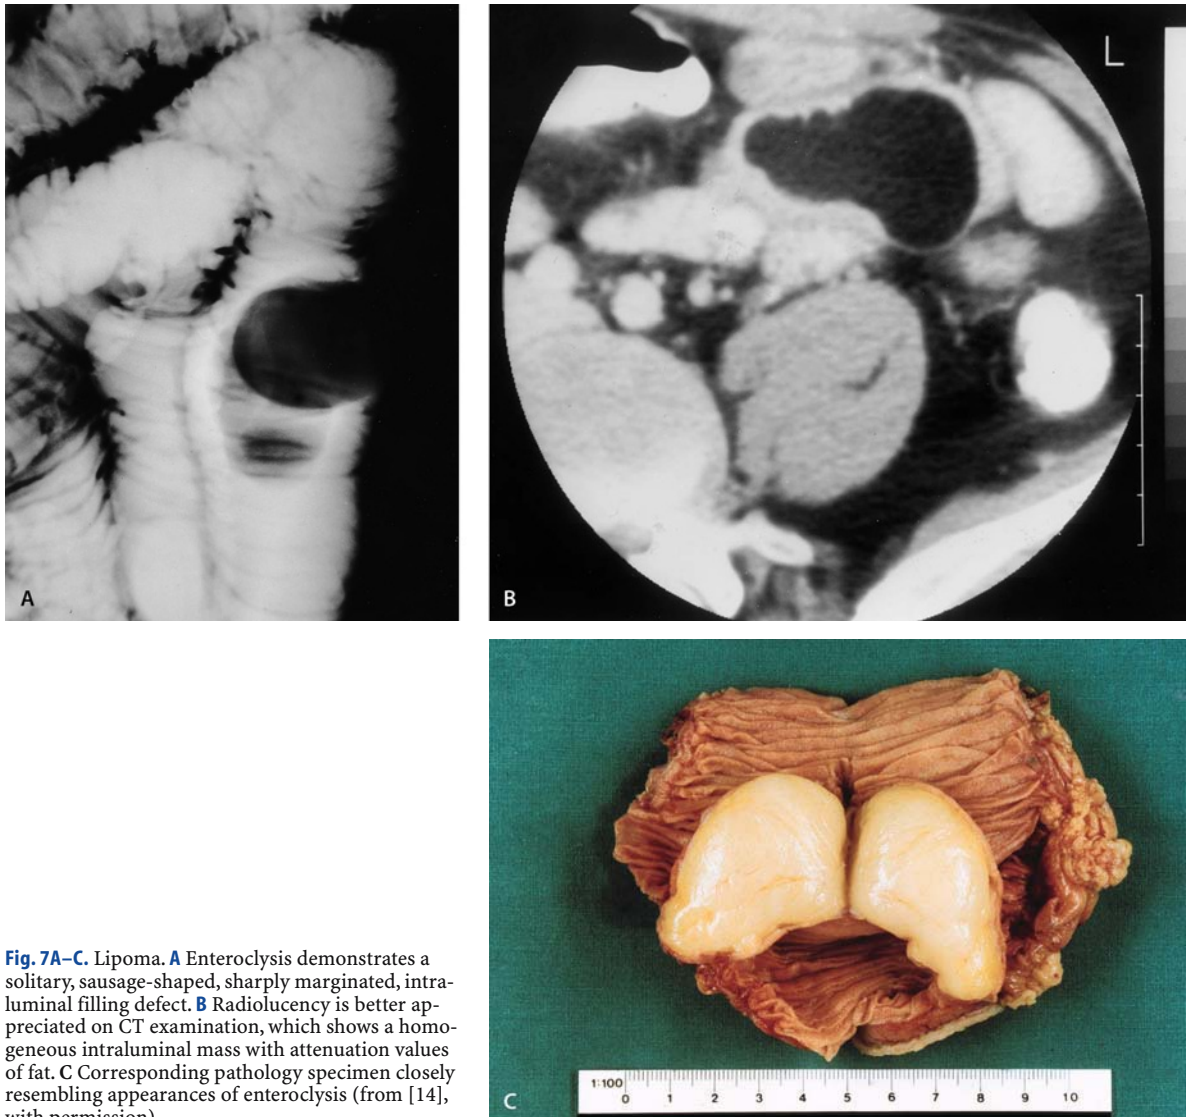 A
L
B
Fig. 7A–C. Lipoma. A Enteroclysis demonstrates a
solitary, sausage-shaped, sharply marginated, intra-
luminal filling defect. B Radiolucency is better ap-
preciated on CT examination, which shows a homo-
geneous intraluminal mass with attenuation values
of fat. C Corresponding pathology specimen closely
resembling appearances of enteroclysis (from [14],
with permission)
1:100
0 1 2 3 4 5 6 7 8 9 10
C